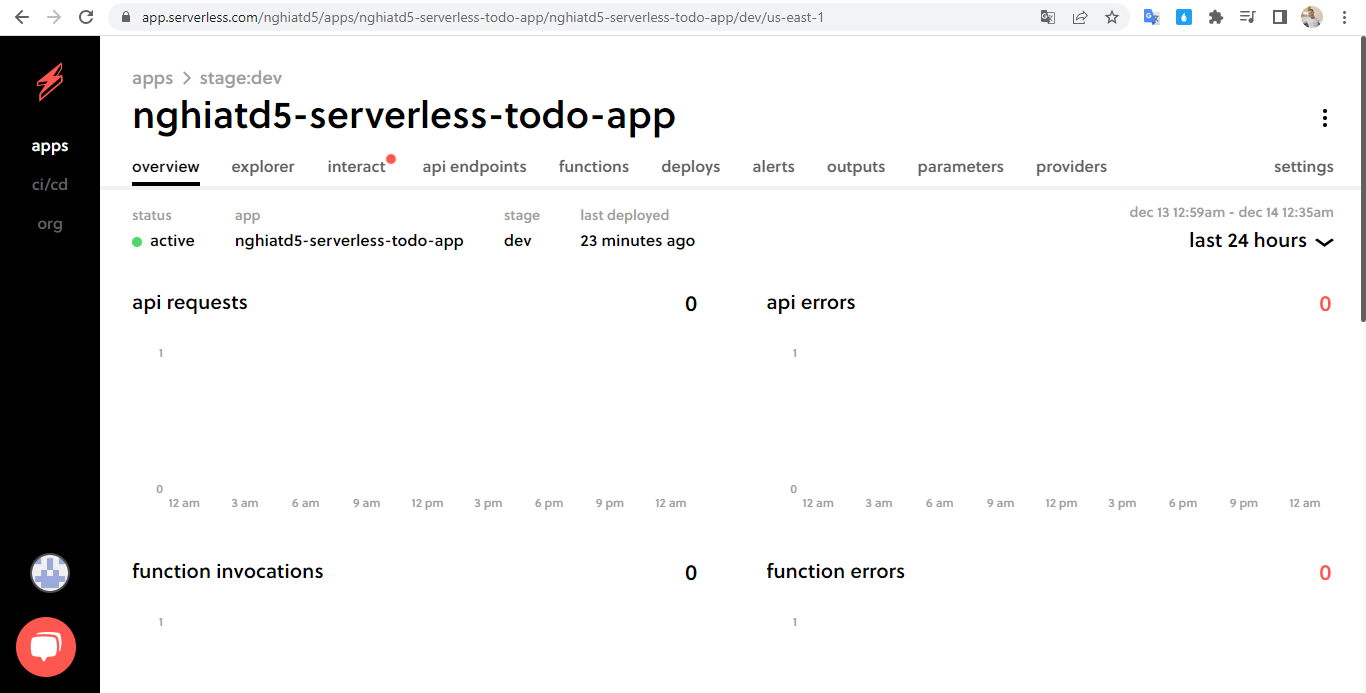 app.serverless.com/nghiatd5/apps/nghiatd5-serverless-todo-app/nghiatd5-serverless-todo-app/dev/us-east-1
apps
ci/cd
org
apps > stage:dev
nghiatd5-serverless-todo-app
overview explorer interact api endpoints functions deploys alerts outputs parameters providers settings
status app stage last deployed dec 13 12:59am - dec 14 12:35am
active nghiatd5-serverless-todo-app dev 23 minutes ago last 24 hours
api requests 0
1
0
12 am 3 am 6 am 9 am 12 pm 3 pm 6 pm 9 pm 12 am
api errors 0
1
0
12 am 3 am 6 am 9 am 12 pm 3 pm 6 pm 9 pm 12 am
function invocations 0
1
function errors 0
1